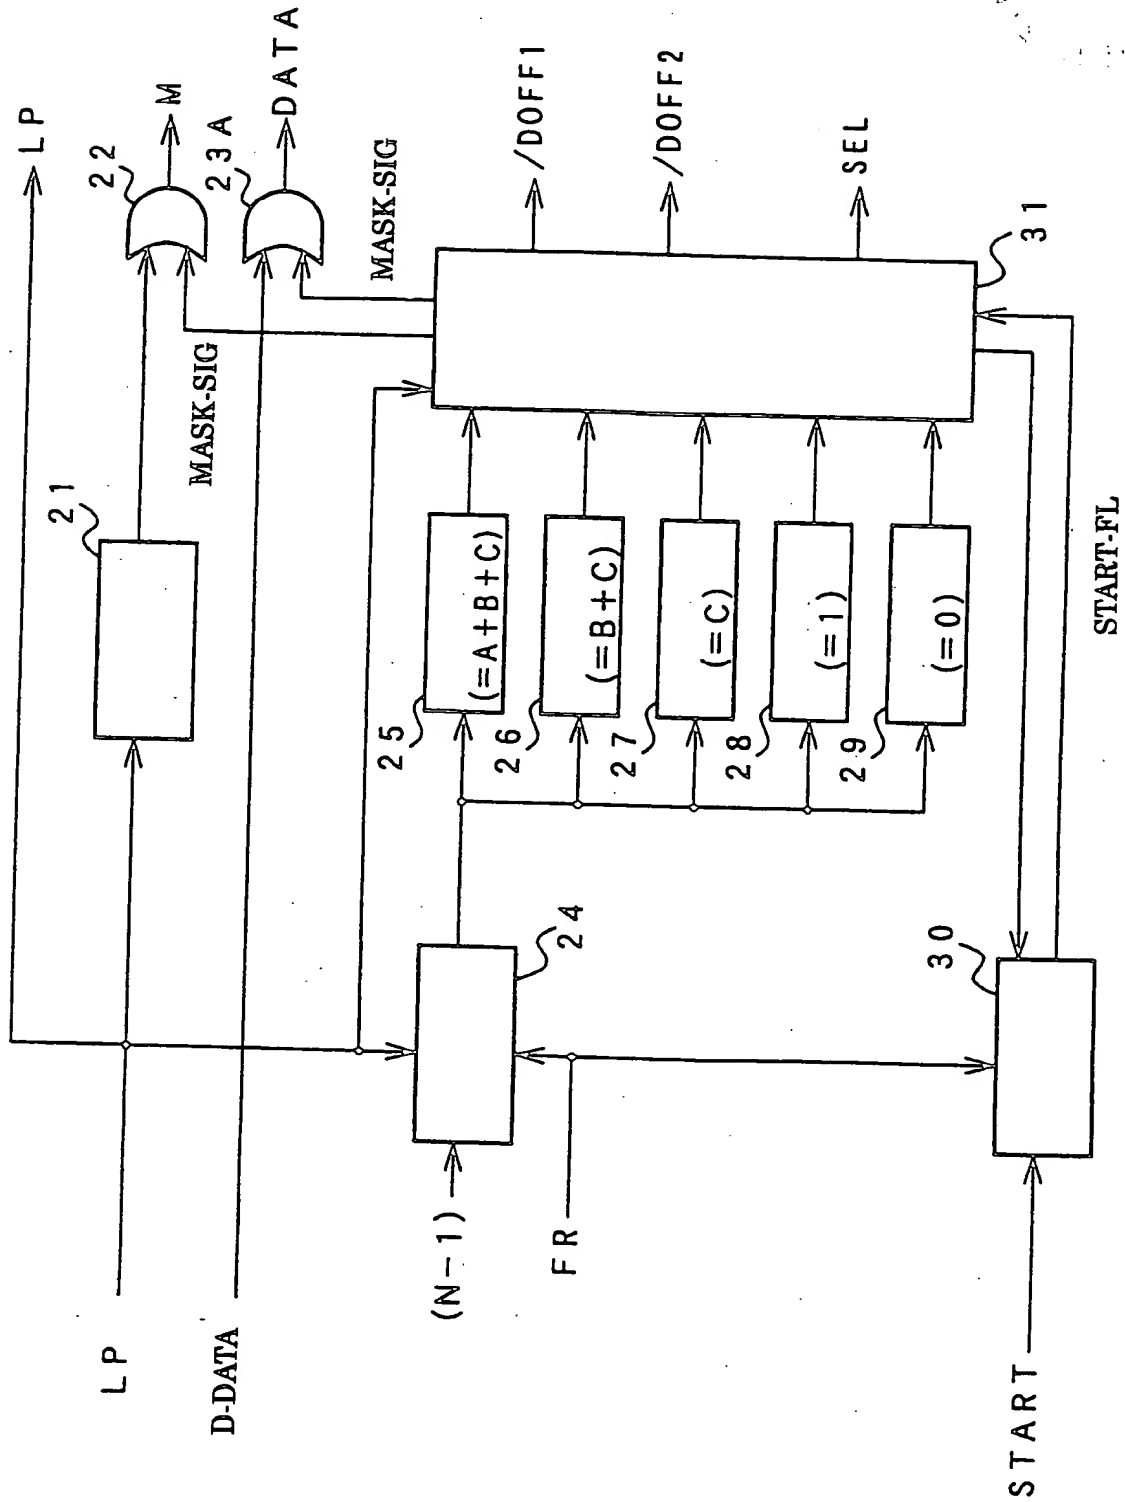 LP
LP
21
22
M
MASK-SIG
D-DATA
23A
DATA
MASK-SIG
(N-1)
24
FR
25
(=A+B+C)
26
(=B+C)
27
(=C)
28
(=1)
29
(=0)
/DOFF1
/DOFF2
SEL
31
START
30
START-FL